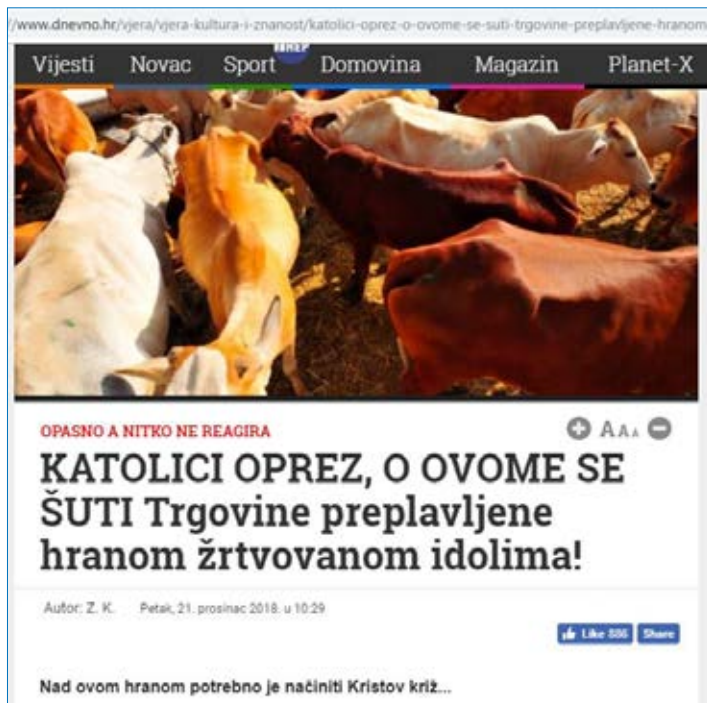 /www.dnevno.hr/vjera/vjera-kultura-i-znanost/katolici-oprez-o-ovome-se-suti-trgovine-preplavljene-hranom
Vijesti Novac Sport Domovina Magazin Planet-X
OPASNO A NITKO NE REAGIRA
A A A
KATOLICI OPREZ, O OVOME SE
ŠUTI Trgovine preplavljene
hranom žrtvovanom idolima!
Autor: Z. K. Petak, 21. prosinac 2018. u 10:29
Like 886 Share
Nad ovom hranom potrebno je načiniti Kristov križ...